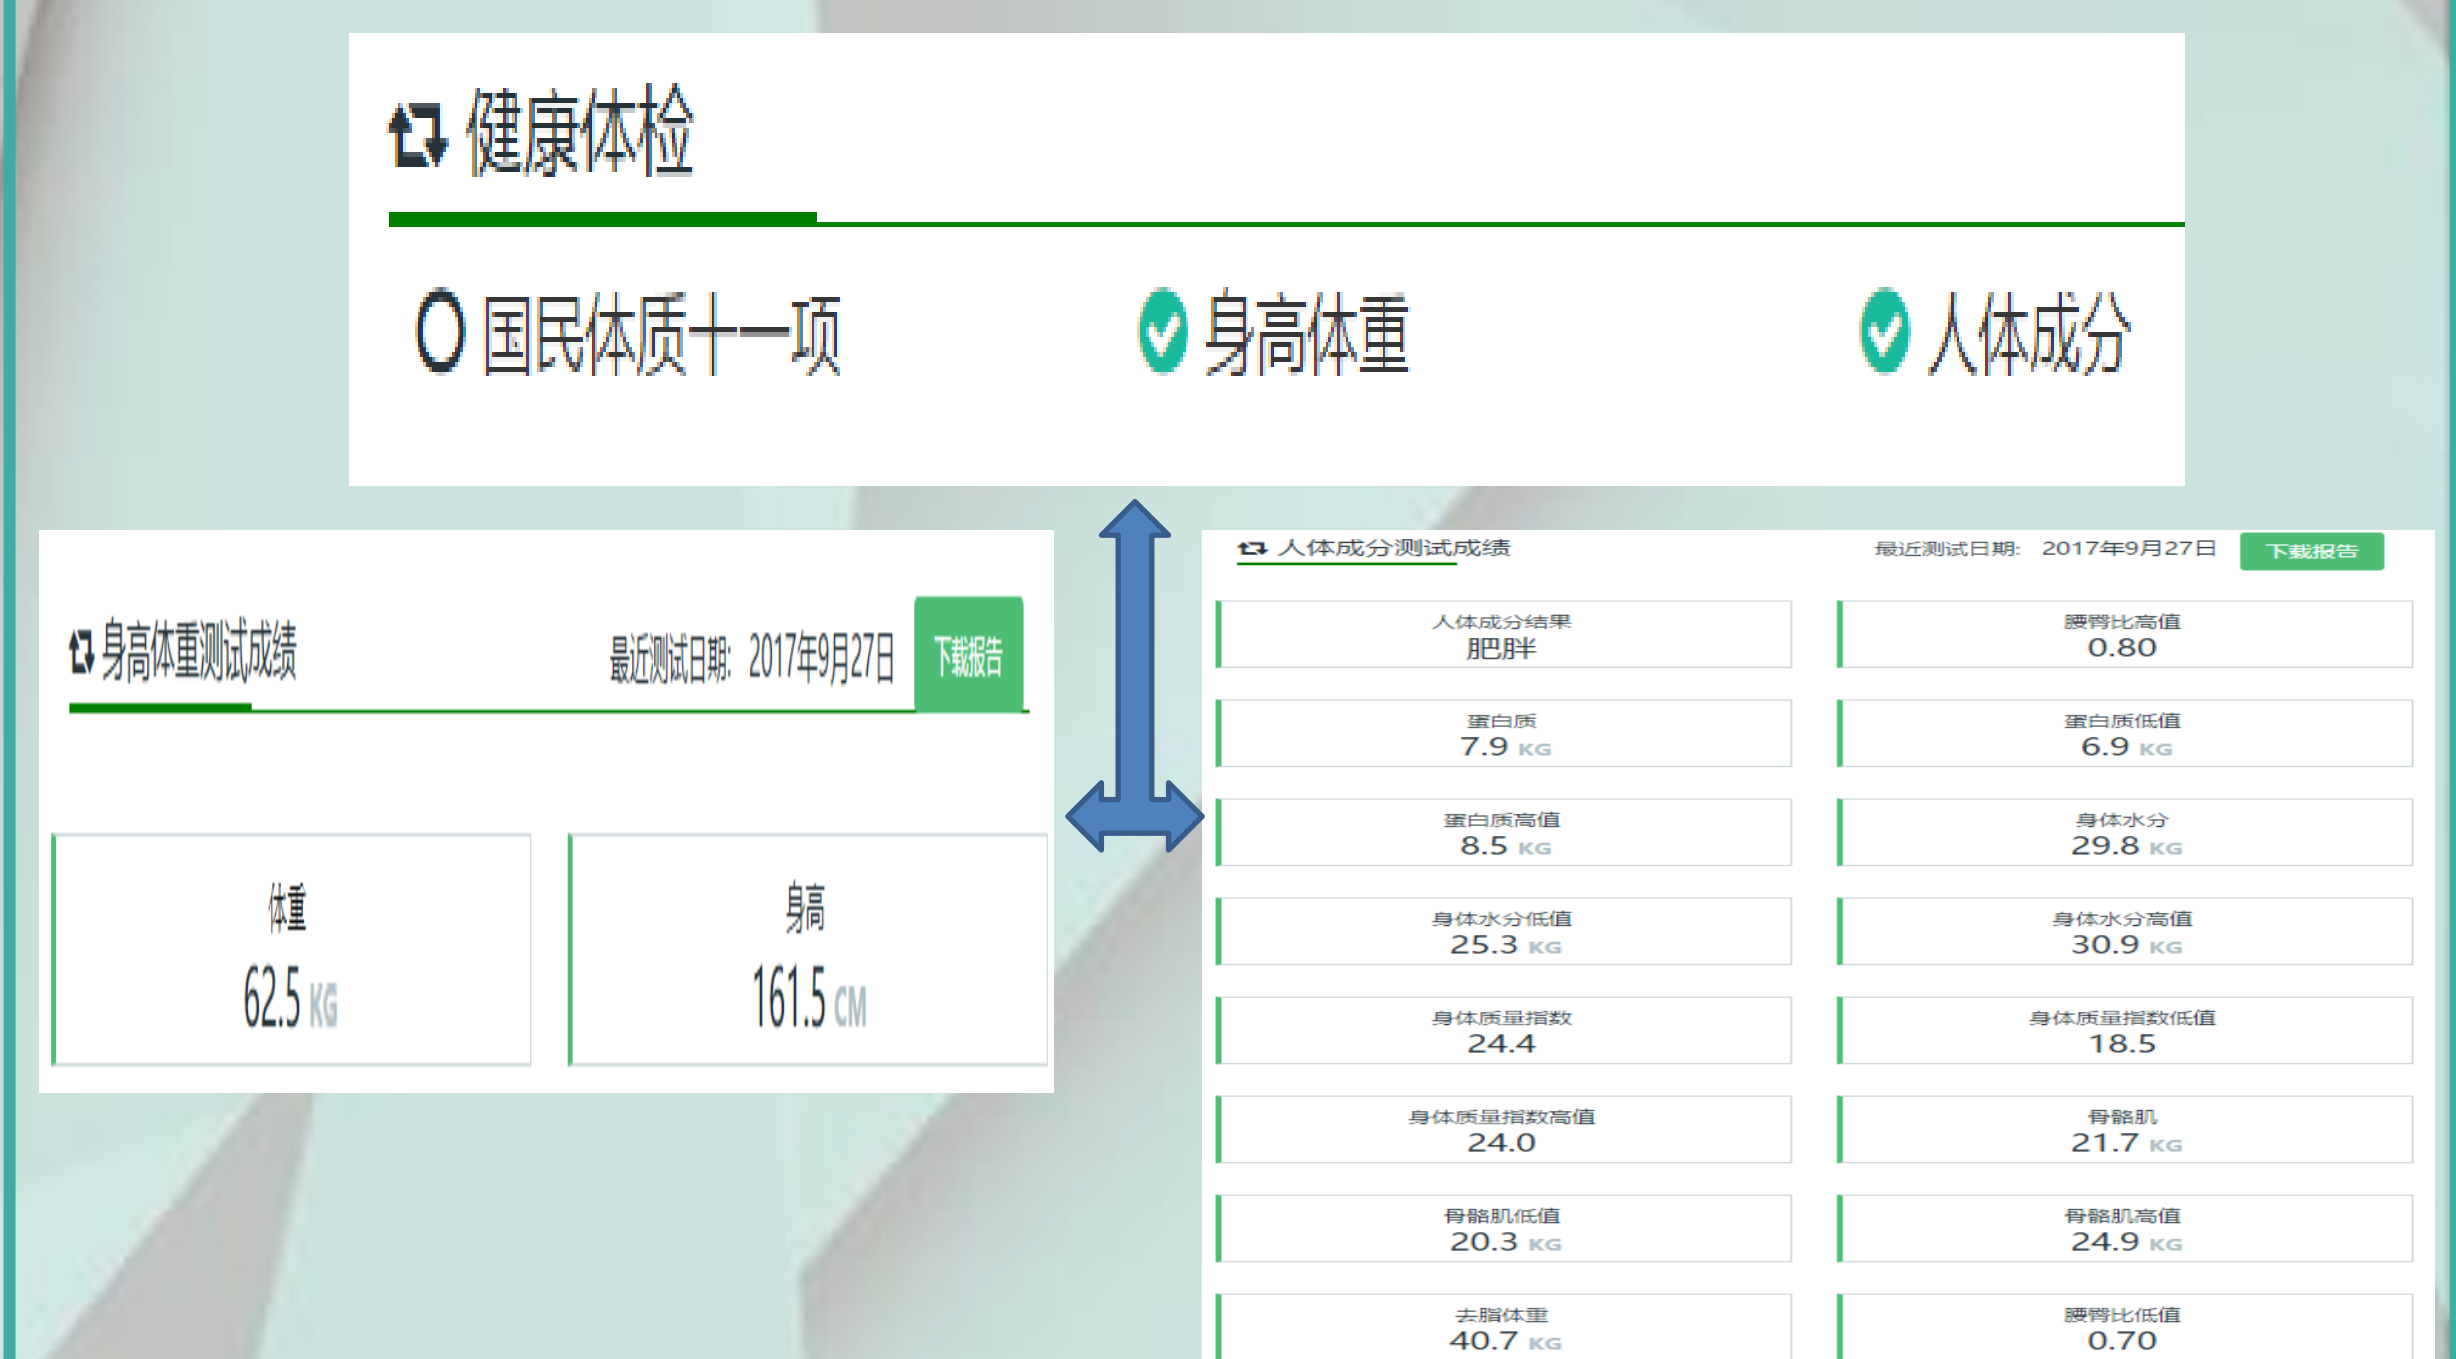 健康体检
国民体质十一项 身高体重 人体成分
身高体重测试成绩 最近测试日期: 2017年9月27日 下载报告
体重 身高
62.5 KG 161.5 CM
人体成分测试成绩 最近测试日期: 2017年9月27日 下载报告
人体成分结果 腰臀比高值
肥胖 0.80
蛋白质 蛋白质低值
7.9 KG 6.9 KG
蛋白质高值 身体水分
8.5 KG 29.8 KG
身体水分低值 身体水分高值
25.3 KG 30.9 KG
身体质量指数 身体质量指数低值
24.4 18.5
身体质量指数高值 骨骼肌
24.0 21.7 KG
骨骼肌低值 骨骼肌高值
20.3 KG 24.9 KG
去脂体重 腰臀比低值
40.7 KG 0.70